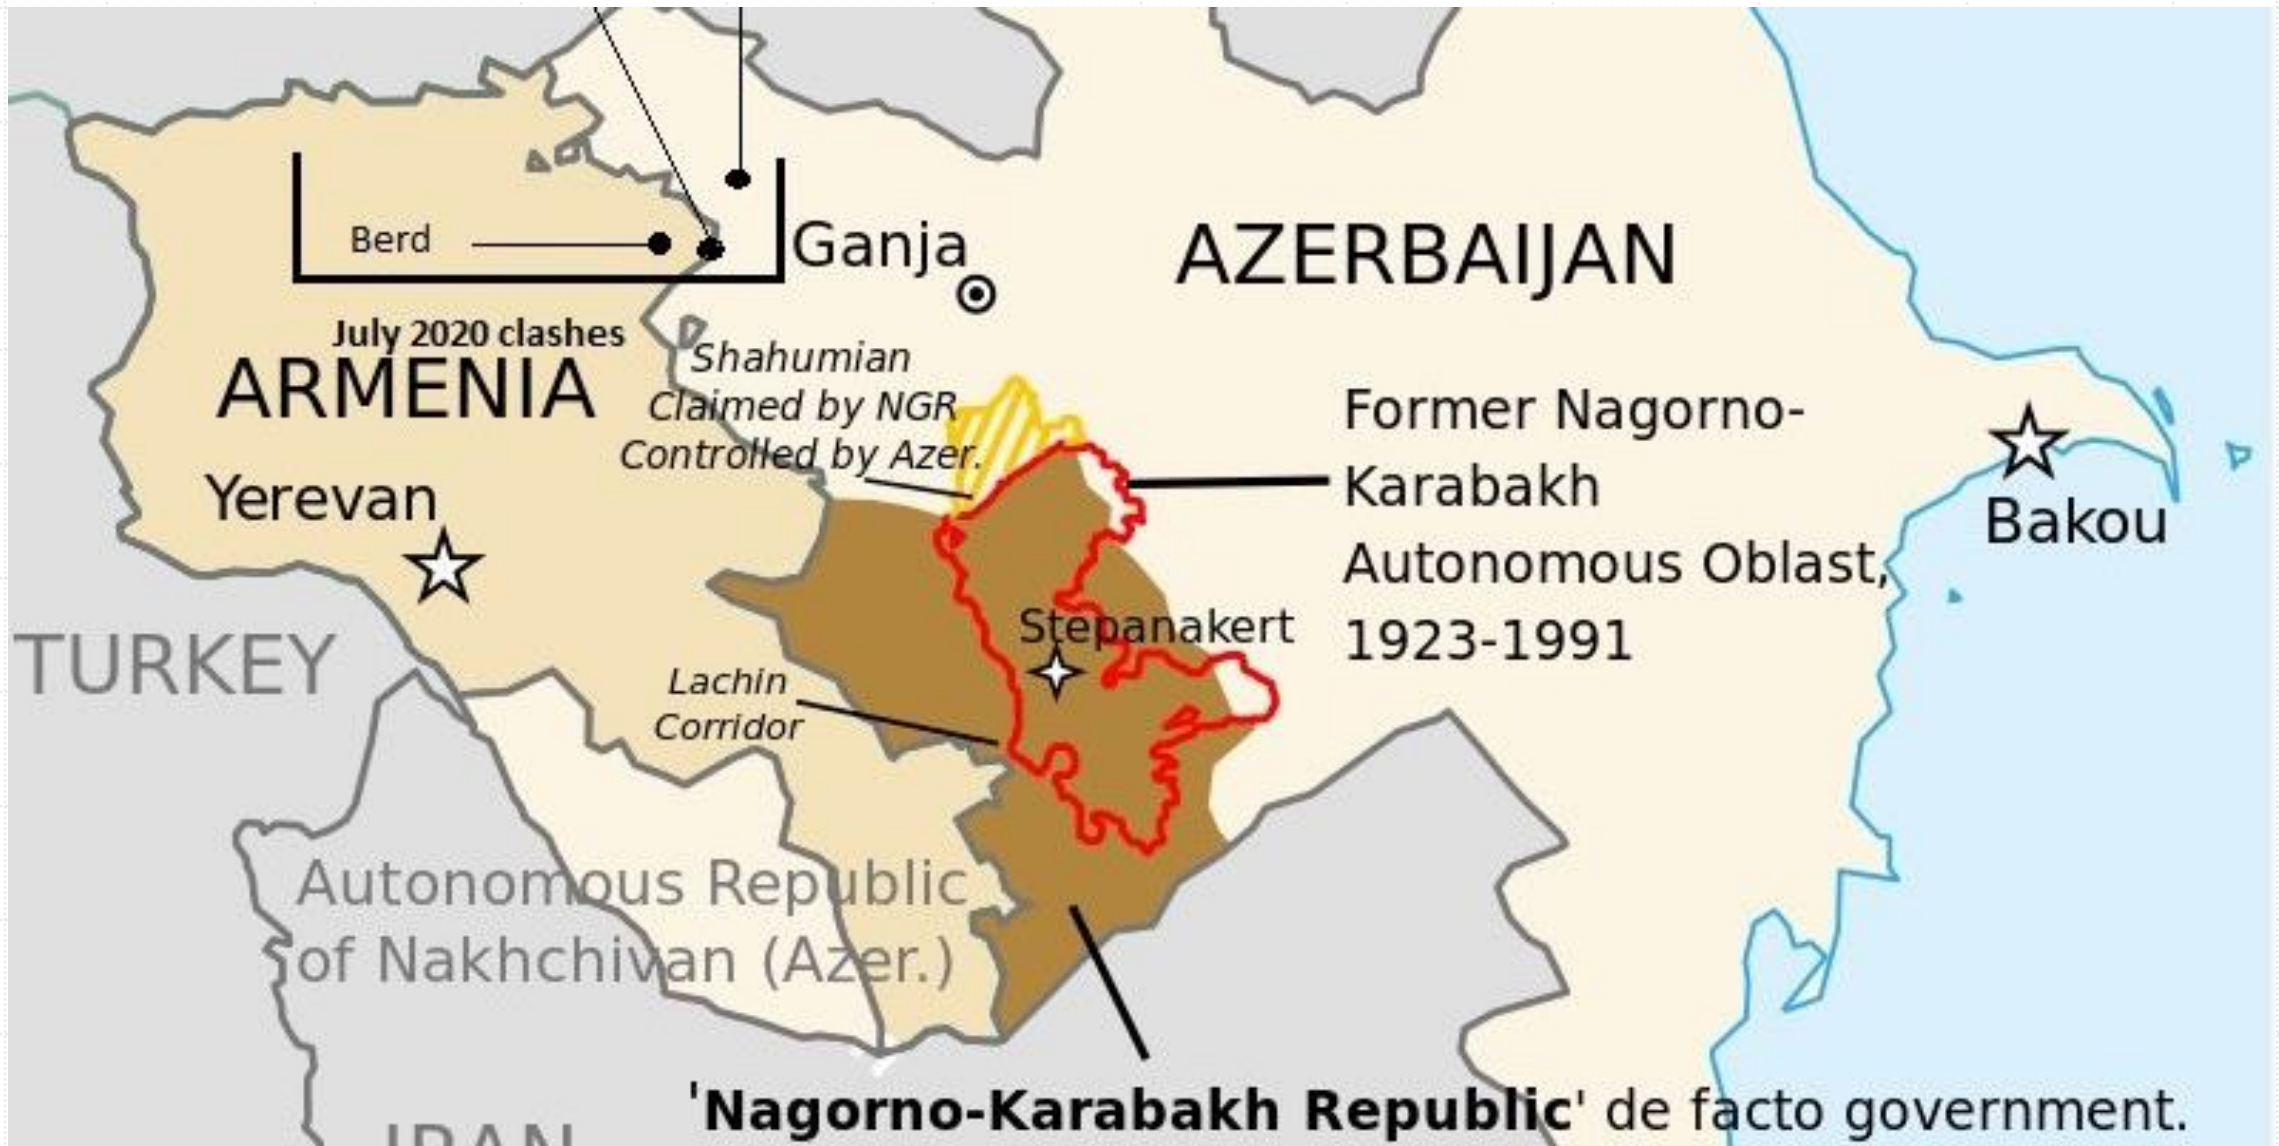 Berd
Ganja
AZERBAIJAN
July 2020 clashes
ARMENIA
Shahumian
Claimed by NGR
Controlled by Azer.
Former Nagorno-
Karabakh
Autonomous Oblast,
1923-1991
Yerevan
Bakou
TURKEY
Stepanakert
Lachin
Corridor
Autonomous Republic
of Nakhchivan (Azer.)
'Nagorno-Karabakh Republic' de facto government.
IRAN